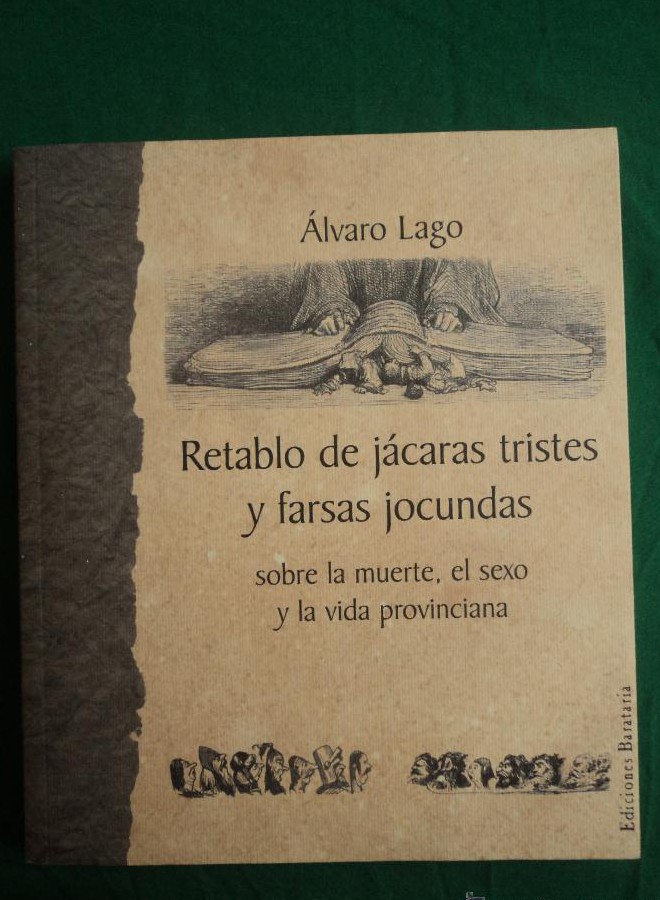 Álvaro Lago
Retablo de jácaras tristes
y farsas jocundas
sobre la muerte, el sexo
y la vida provinciana
Ediciones Barataria